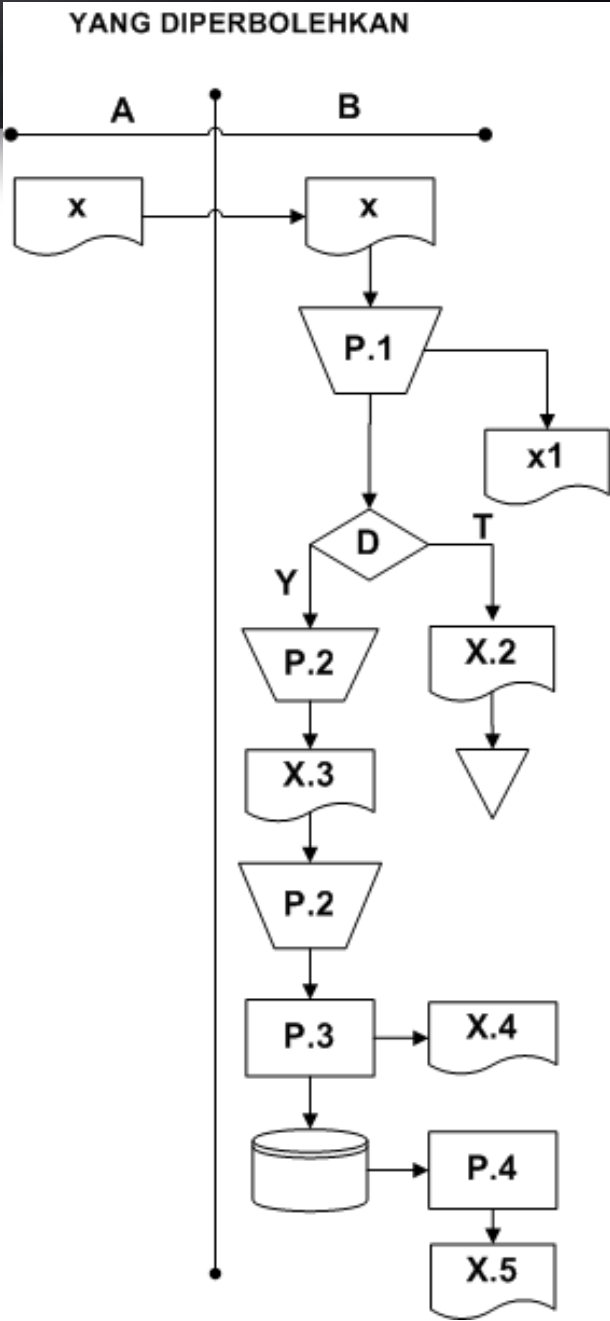 YANG DIPERBOLEHKAN
A
B
x
x
P.1
x1
D
T
Y
P.2
X.2
X.3
P.2
P.3
X.4
P.4
X.5